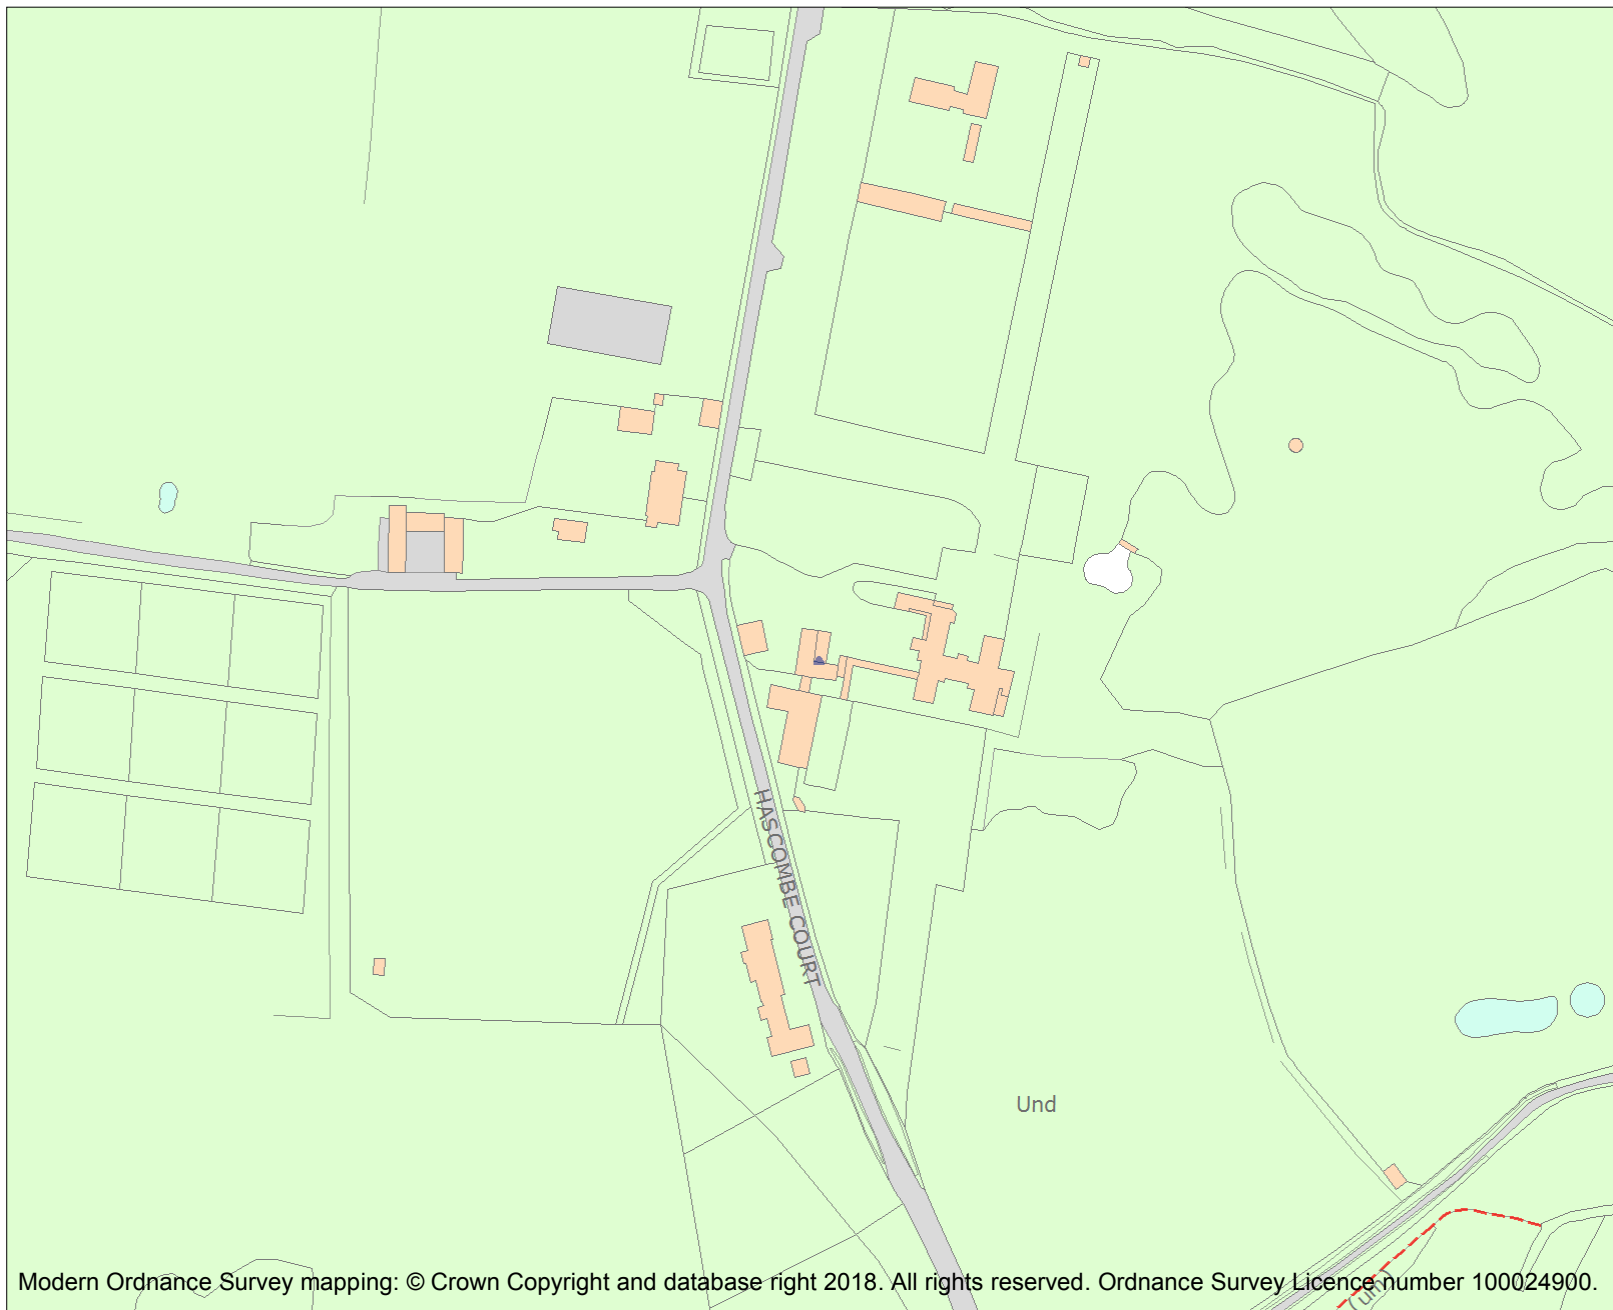 HASCOMBE COURT
Und
(um)
Modern Ordnance Survey mapping: © Crown Copyright and database right 2018. All rights reserved. Ordnance Survey Licence number 100024900.